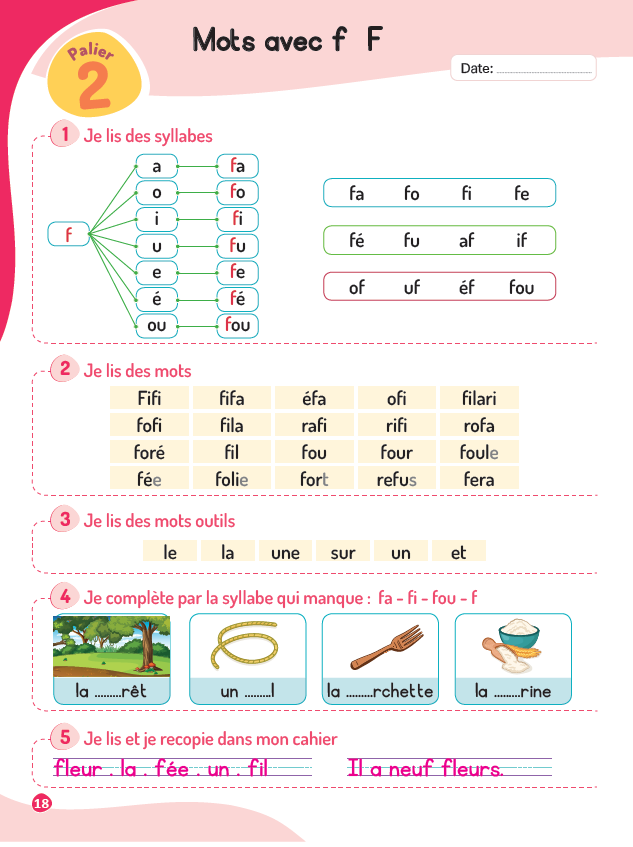 Mots avec f F
Palier
2
Date: ........................................
1 Je lis des syllabes
f
a fa
o fo
i fi
u fu
e fe
é fé
ou fou
fa fo fi fe
fé fu af if
of uf éf fou
2 Je lis des mots
Fifi fifa éfa ofi filari
fofi fila rafi rifi rofa
foré fil fou four foule
fée folie fort refus fera
3 Je lis des mots outils
le la une sur un et
4 Je complète par la syllabe qui manque : fa - fi - fou - f
la .........rêt un .........l la .........rchette la .........rine
5 Je lis et je recopie dans mon cahier
fleur . la . fée . un . fil Il a neuf fleurs.
18